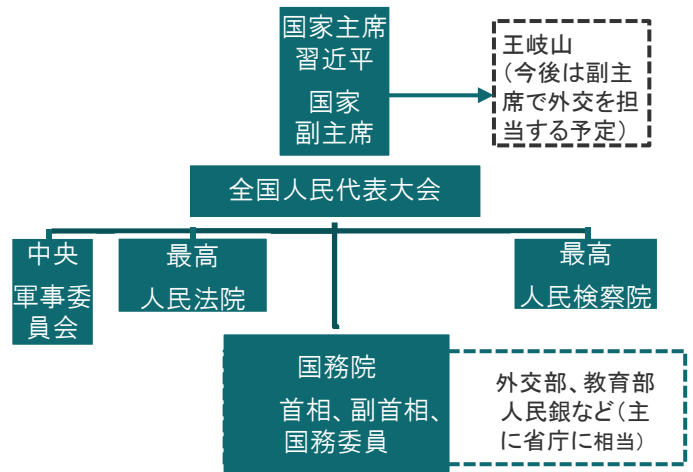 国家主席
習近平
国家
副主席
王岐山
(今後は副主
席で外交を担
当する予定)
全国人民代表大会
中央
軍事委
員会
最高
人民法院
最高
人民検察院
国務院
首相、副首相、
国務委員
外交部、教育部
人民銀など(主
に省庁に相当)